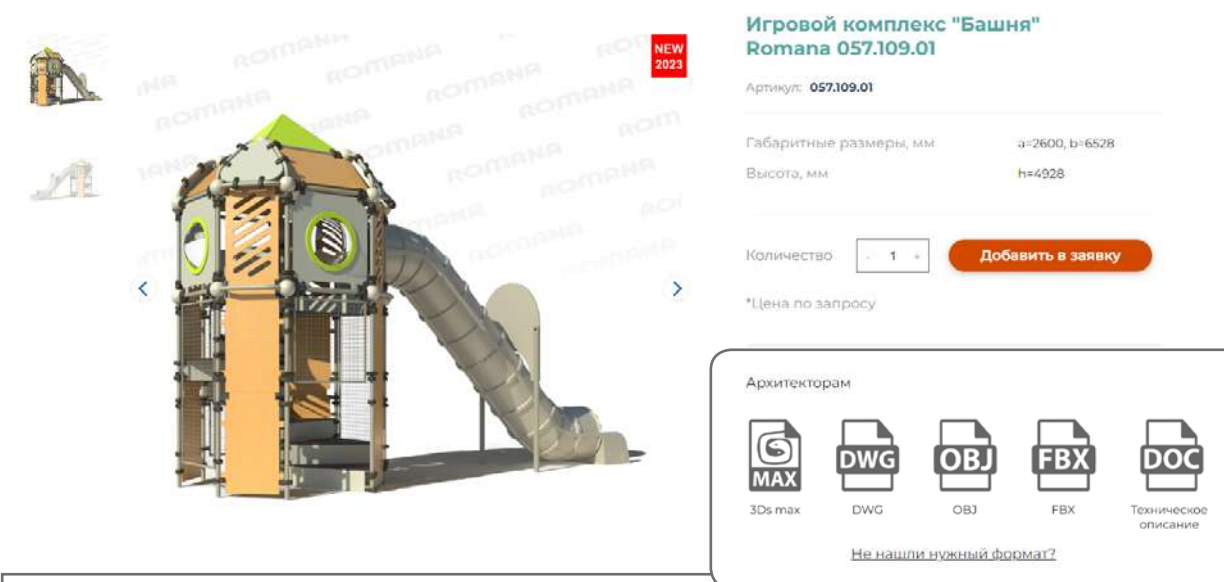 NEW
2023
ROMANA
Игровой комплекс "Башня"
Romana 057.109.01
Артикул: 057.109.01
Габаритные размеры, мм a=2600, b=6528
Высота, мм h=4928
Количество - 1 + Добавить в заявку
*Цена по запросу
Архитекторам
MAX DWG OBJ FBX DOC
3Ds max DWG OBJ FBX Техническое
описание
Не нашли нужный формат?